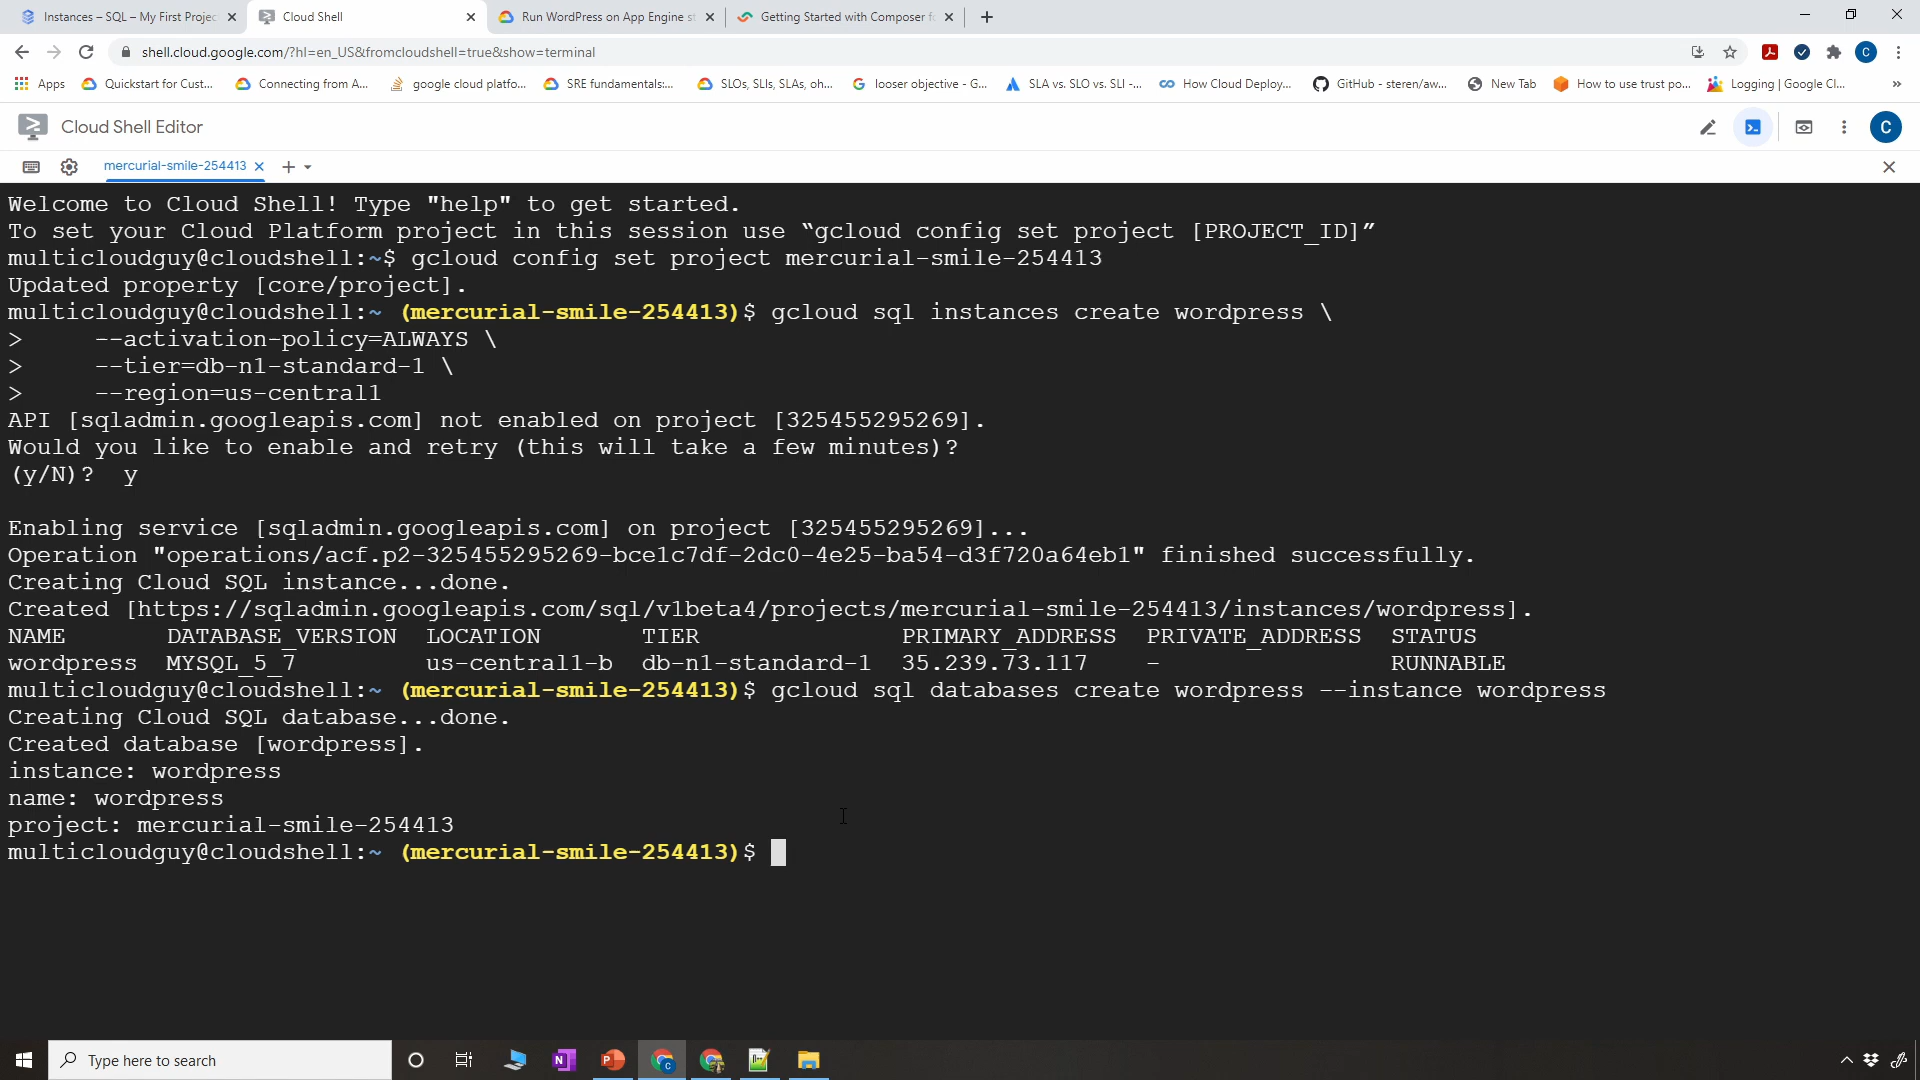 Instances – SQL – My First Projec
Cloud Shell
Run WordPress on App Engine st
Getting Started with Composer fo
shell.cloud.google.com/?hl=en_US&fromcloudshell=true&show=terminal
C
Apps
Quickstart for Cust...
Connecting from A...
google cloud platfo...
SRE fundamentals:...
SLOs, SLIs, SLAs, oh...
looser objective - G...
SLA vs. SLO vs. SLI -...
How Cloud Deploy...
GitHub - steren/aw...
New Tab
How to use trust po...
Logging | Google Cl...
»
Cloud Shell Editor
C
mercurial-smile-254413
Welcome to Cloud Shell! Type "help" to get started.
To set your Cloud Platform project in this session use “gcloud config set project [PROJECT_ID]”
multicloudguy@cloudshell:~$ gcloud config set project mercurial-smile-254413
Updated property [core/project].
multicloudguy@cloudshell:~ (mercurial-smile-254413)$ gcloud sql instances create wordpress \
> --activation-policy=ALWAYS \
> --tier=db-n1-standard-1 \
> --region=us-central1
API [sqladmin.googleapis.com] not enabled on project [325455295269].
Would you like to enable and retry (this will take a few minutes)?
(y/N)? y
Enabling service [sqladmin.googleapis.com] on project [325455295269]...
Operation "operations/acf.p2-325455295269-bce1c7df-2dc0-4e25-ba54-d3f720a64eb1" finished successfully.
Creating Cloud SQL instance...done.
Created [https://sqladmin.googleapis.com/sql/v1beta4/projects/mercurial-smile-254413/instances/wordpress].
NAME DATABASE_VERSION LOCATION TIER PRIMARY_ADDRESS PRIVATE_ADDRESS STATUS
wordpress MYSQL_5_7 us-central1-b db-n1-standard-1 35.239.73.117 - RUNNABLE
multicloudguy@cloudshell:~ (mercurial-smile-254413)$ gcloud sql databases create wordpress --instance wordpress
Creating Cloud SQL database...done.
Created database [wordpress].
instance: wordpress
name: wordpress
project: mercurial-smile-254413
multicloudguy@cloudshell:~ (mercurial-smile-254413)$
Type here to search